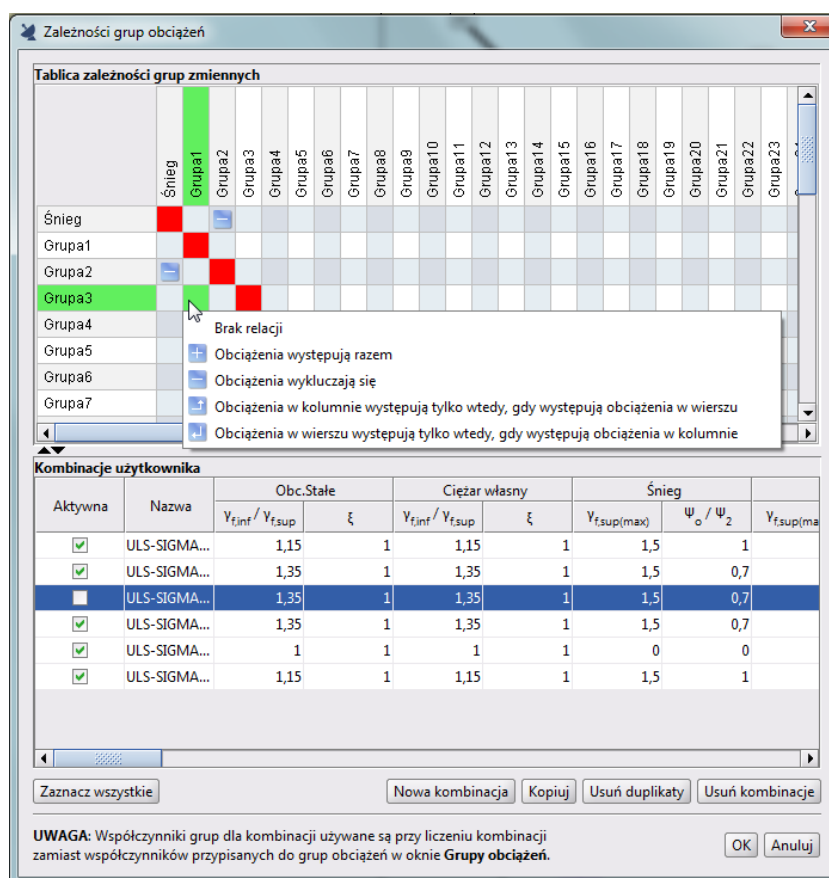 Zależności grup obciążeń
Tablica zależności grup zmiennych
Śnieg Grupa1 Grupa2 Grupa3 Grupa4 Grupa5 Grupa6 Grupa7 Grupa8 Grupa9 Grupa10 Grupa11 Grupa12 Grupa13 Grupa14 Grupa15 Grupa16 Grupa17 Grupa18 Grupa19 Grupa20 Grupa21 Grupa22 Grupa23
Śnieg
Grupa1
Grupa2
Grupa3
Grupa4
Grupa5
Grupa6
Grupa7
Brak relacji
Obciążenia występują razem
Obciążenia wykluczają się
Obciążenia w kolumnie występują tylko wtedy, gdy występują obciążenia w wierszu
Obciążenia w wierszu występują tylko wtedy, gdy występują obciążenia w kolumnie
Kombinacje użytkownika
Aktywna Nazwa Obc.Stałe Ciężar własny Śnieg
γf,inf / γf,sup ξ γf,inf / γf,sup ξ γf,sup(max) Ψo / Ψ2 γf,sup(ma
ULS-SIGMA... 1,15 1 1,15 1 1,5 1
ULS-SIGMA... 1,35 1 1,35 1 1,5 0,7
ULS-SIGMA... 1,35 1 1,35 1 1,5 0,7
ULS-SIGMA... 1,35 1 1,35 1 1,5 0,7
ULS-SIGMA... 1 1 1 1 0 0
ULS-SIGMA... 1,15 1 1,15 1 1,5 1
Zaznacz wszystkie Nowa kombinacja Kopiuj Usuń duplikaty Usuń kombinacje
UWAGA: Współczynniki grup dla kombinacji używane są przy liczeniu kombinacji
zamiast współczynników przypisanych do grup obciążeń w oknie Grupy obciążeń.
OK Anuluj